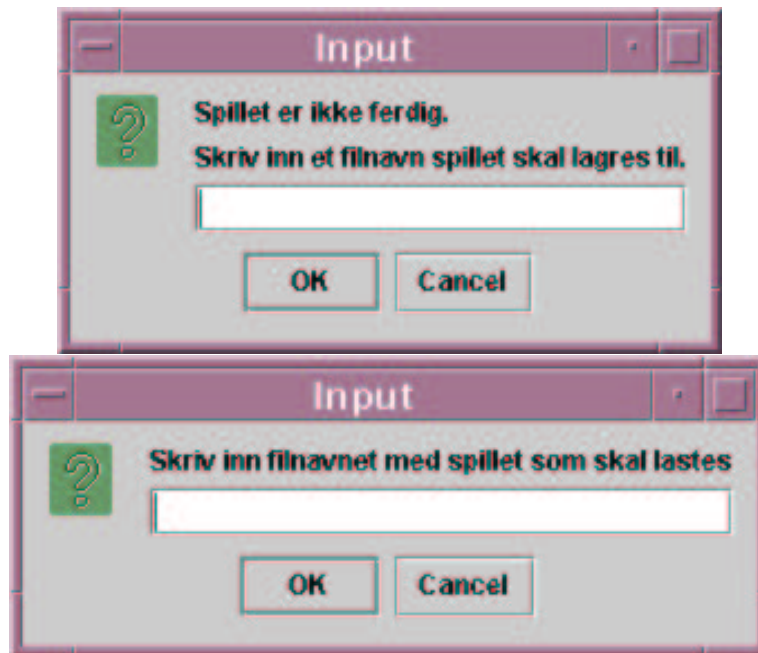 Input
Spillet er ikke ferdig.
Skriv inn et filnavn spillet skal lagres til.
OK Cancel
Input
Skriv inn filnavnet med spillet som skal lastes
OK Cancel